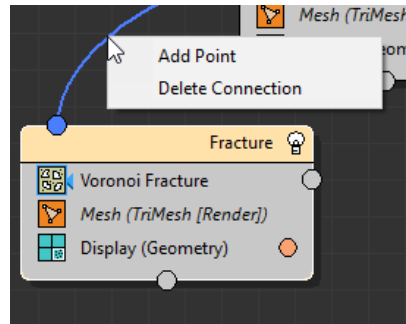 Mesh (TriMesh
Add Point
Delete Connection
Fracture
Voronoi Fracture
Mesh (TriMesh [Render])
Display (Geometry)